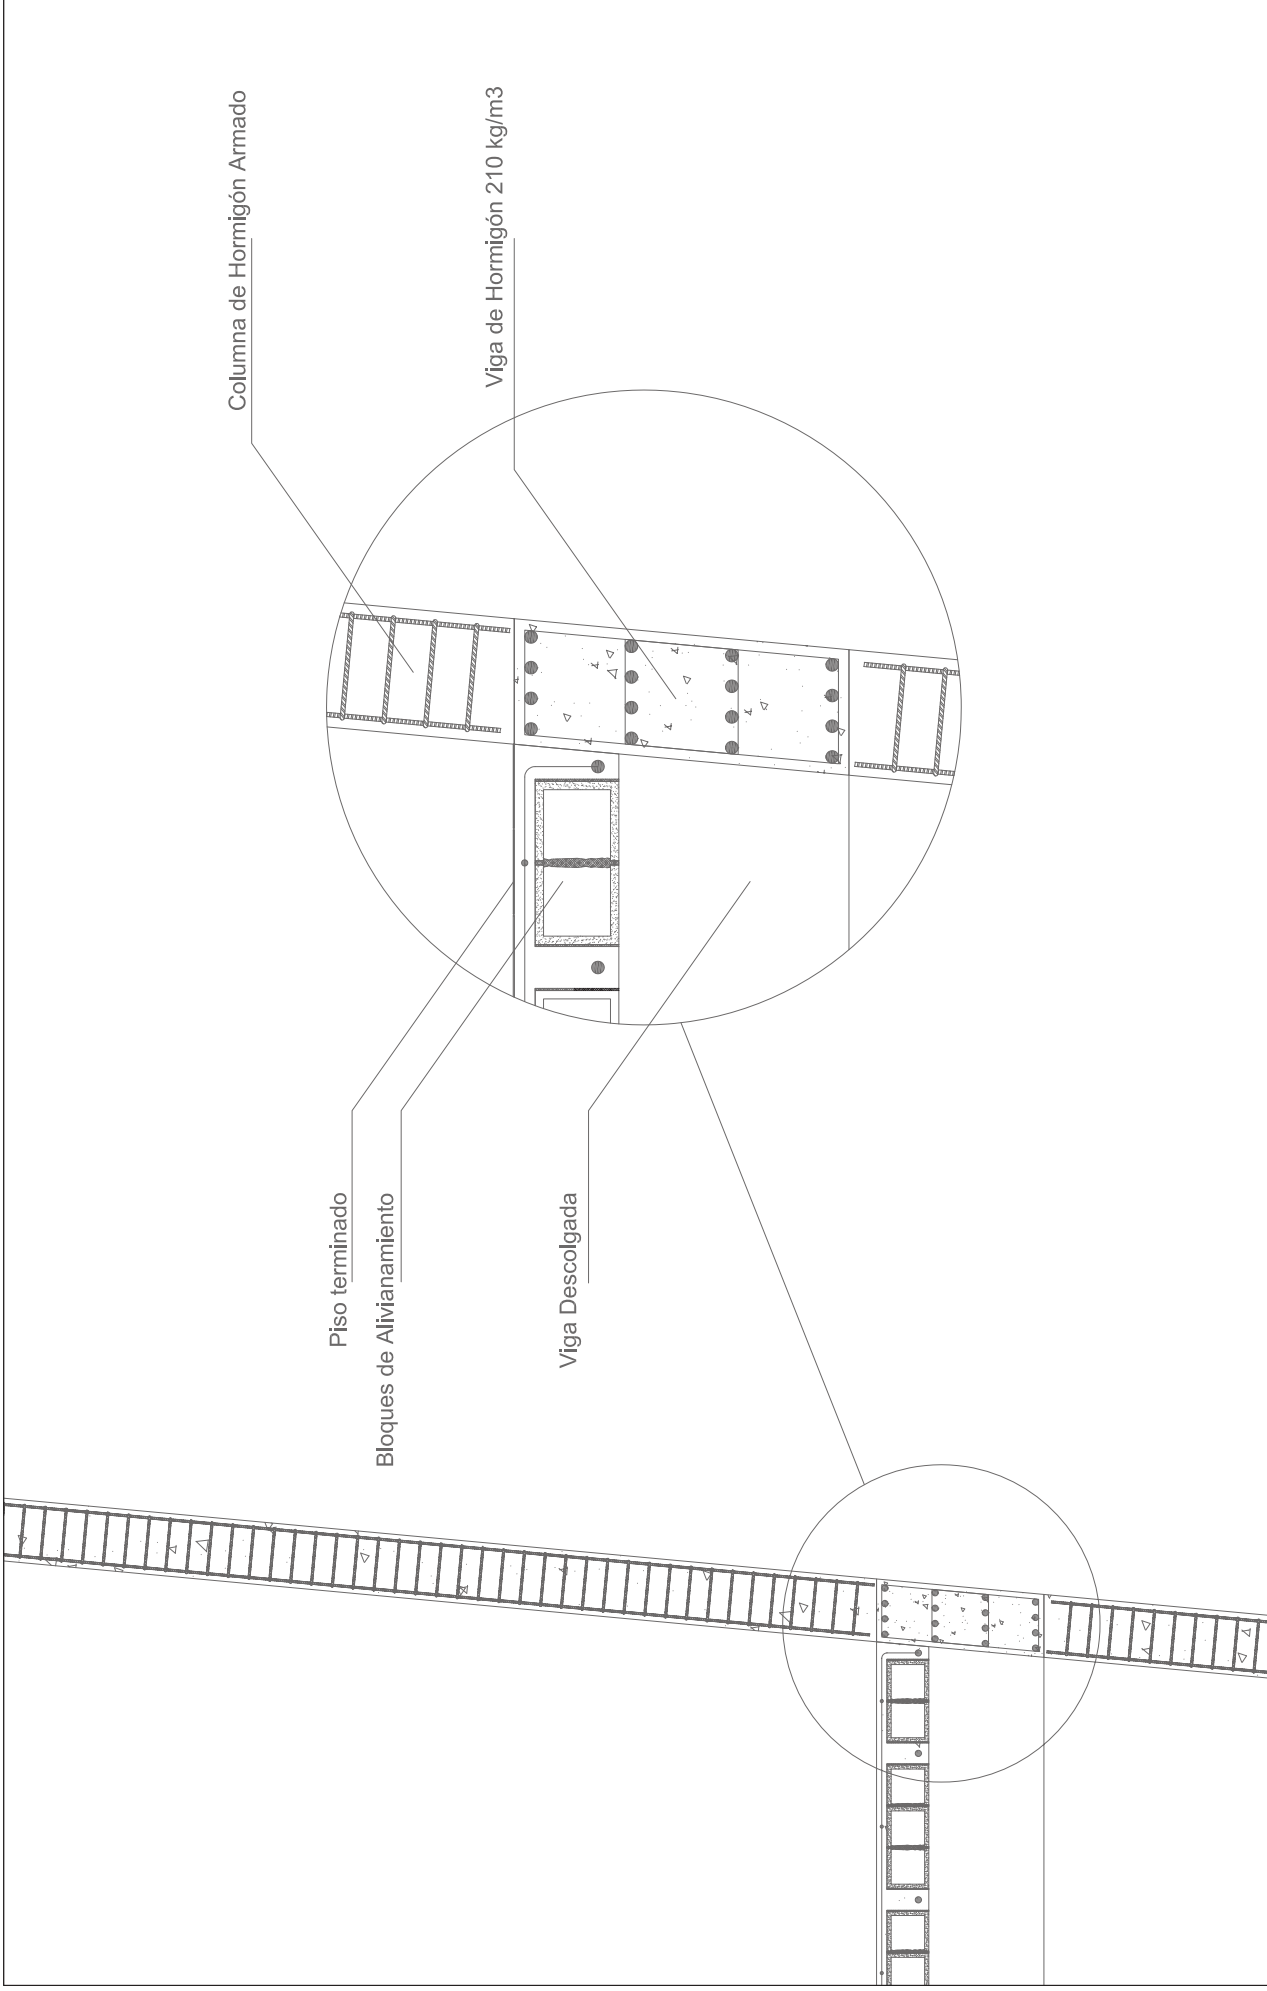 Columna de Hormigón Armado
Viga de Hormigón 210 kg/m3
Piso terminado
Bloques de Alivianamiento
Viga Descolgada